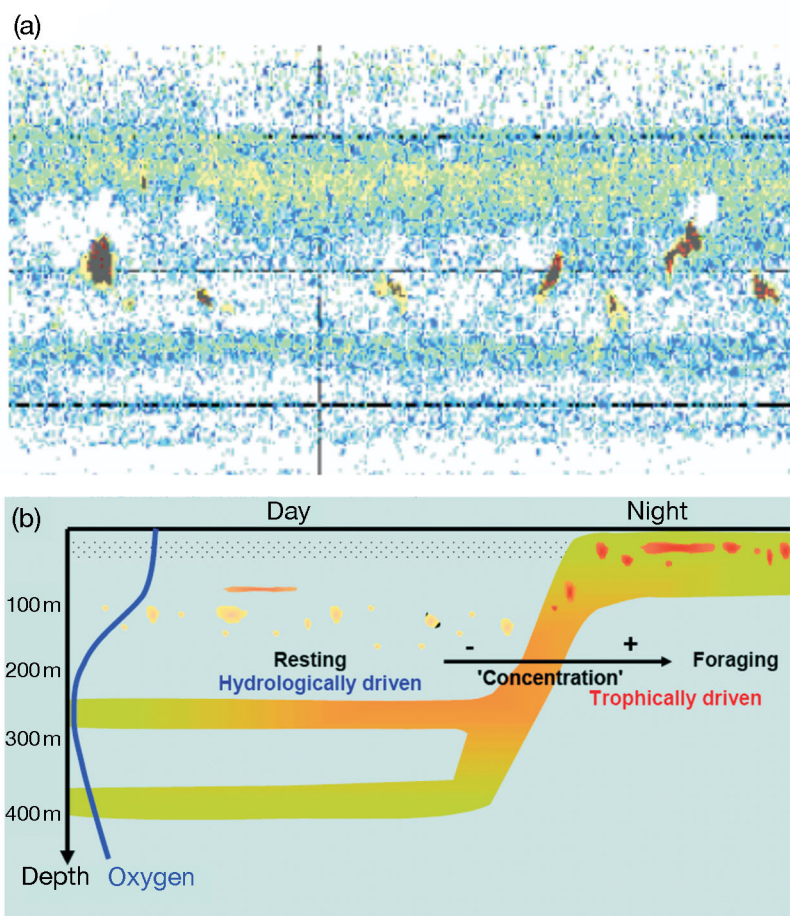 (a)
(b)
Day
Night
100 m
200 m
300 m
400 m
Resting
Hydrologically driven
-
+
'Concentration'
Foraging
Trophically driven
Depth
Oxygen